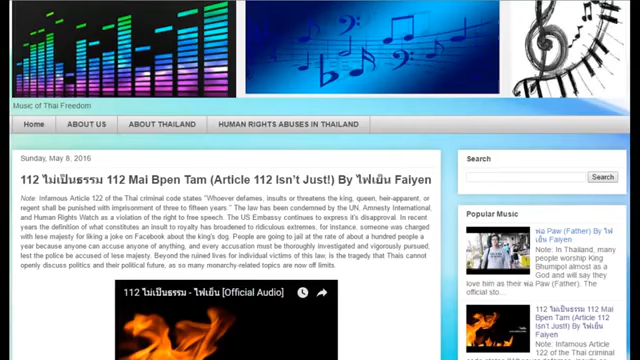 Music of Thai Freedom
Home ABOUT US ABOUT THAILAND HUMAN RIGHTS ABUSES IN THAILAND
Sunday, May 8, 2016
112 ไม่เป็นธรรม 112 Mai Bpen Tam (Article 112 Isn't Just!) By ไฟเย็น Faiyen
Note: Infamous Article 122 of the Thai criminal code states "Whoever defames, insults or threatens the king, queen, heir-apparent, or
regent shall be punished with imprisonment of three to fifteen years." The law has been condemned by the UN, Amnesty International,
and Human Rights Watch as a violation of the right to free speech. The US Embassy continues to express it's disapproval. In recent
years the definition of what constitutes an insult to royalty has broadened to ridiculous extremes, for instance, someone was charged
with lese majesty for liking a joke on Facebook about the king's dog. People are going to jail at the rate of about a hundred people a
year because anyone can accuse anyone of anything, and every accusation must be thoroughly investigated and vigorously pursued,
lest the police be accused of lese majesty. Beyond the ruined lives for individual victims of this law, is the tragedy that Thais cannot
openly discuss politics and their political future, as so many monarchy-related topics are now off limits.
112 ไม่เป็นธรรม - ไฟเย็น [Official Audio]
Search
Search
Popular Music
พ่อ Paw (Father) By ไฟ
เย็น Faiyen
Note: In Thailand, many
people worship King
Bhumipol almost as a
God and will say they
love him as their พ่อ Paw (Father). The
official sto...
112 ไม่เป็นธรรม 112 Mai
Bpen Tam (Article 112
Isn't Just!) By ไฟเย็น
Faiyen
Note: Infamous Article
122 of the Thai criminal